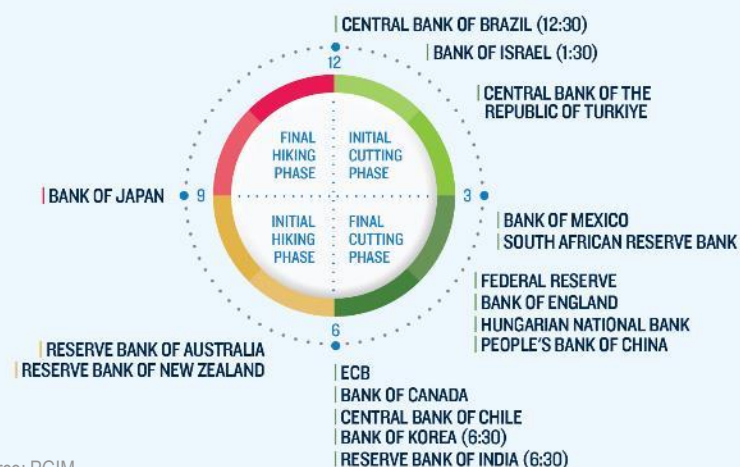 CENTRAL BANK OF BRAZIL (12:30)
BANK OF ISRAEL (1:30)
12
CENTRAL BANK OF THE
REPUBLIC OF TURKIYE
FINAL
HIKING
PHASE
INITIAL
CUTTING
PHASE
BANK OF JAPAN
9
3
BANK OF MEXICO
SOUTH AFRICAN RESERVE BANK
INITIAL
HIKING
PHASE
FINAL
CUTTING
PHASE
FEDERAL RESERVE
BANK OF ENGLAND
HUNGARIAN NATIONAL BANK
PEOPLE'S BANK OF CHINA
6
RESERVE BANK OF AUSTRALIA
RESERVE BANK OF NEW ZEALAND
ECB
BANK OF CANADA
CENTRAL BANK OF CHILE
BANK OF KOREA (6:30)
RESERVE BANK OF INDIA (6:30)